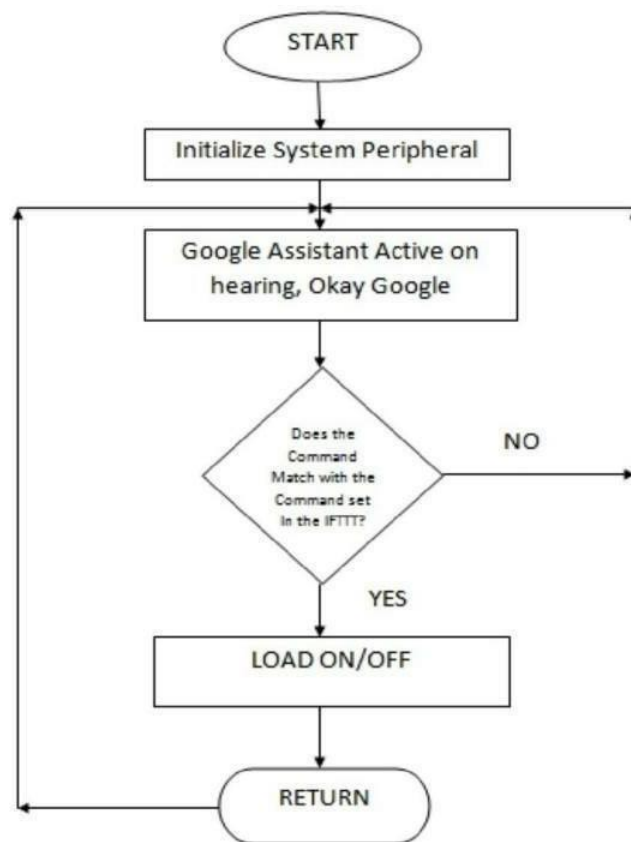 START
Initialize System Peripheral
Google Assistant Active on
hearing, Okay Google
Does the
Command
Match with the
Command set
In the IFTTT?
NO
YES
LOAD ON/OFF
RETURN